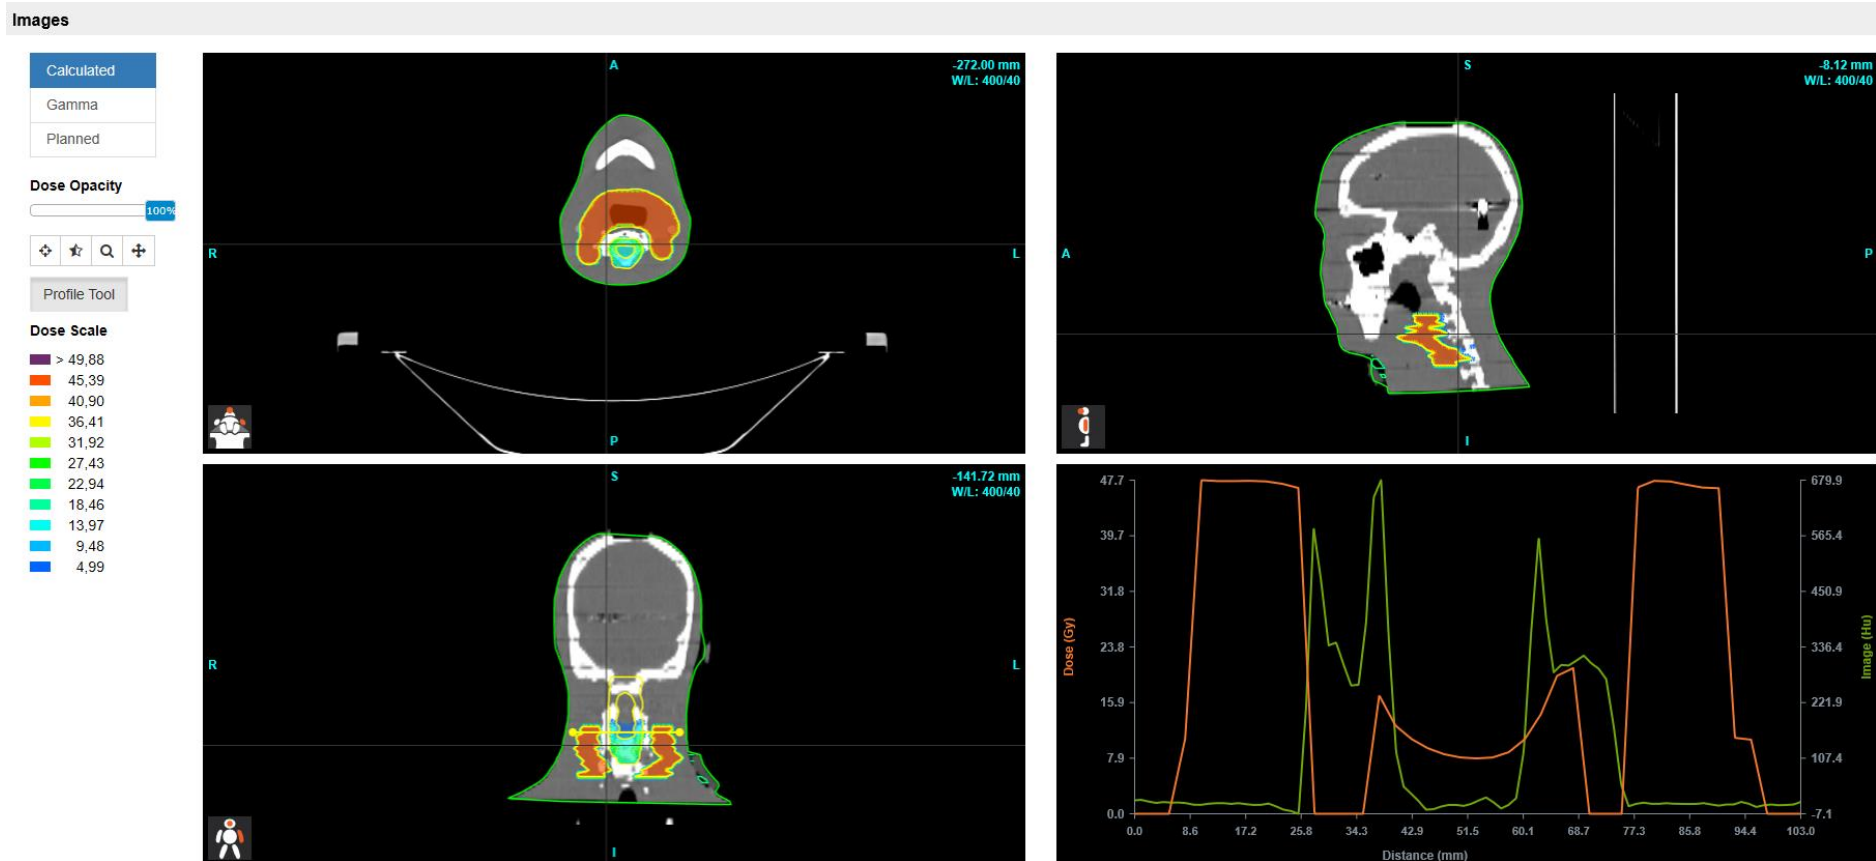 Images
Calculated
Gamma
Planned
Dose Opacity
100%
Profile Tool
Dose Scale
> 49,88
45,39
40,90
36,41
31,92
27,43
22,94
18,46
13,97
9,48
4,99
A
-272.00 mm
W/L: 400/40
R
L
P
S
-8.12 mm
W/L: 400/40
A
P
I
S
-141.72 mm
W/L: 400/40
R
L
I
47.7
39.7
31.8
23.8
15.9
7.9
0.0
Dose (Gy)
679.9
565.4
450.9
336.4
221.9
107.4
-7.1
Image (Hu)
0.0 8.6 17.2 25.8 34.3 42.9 51.5 60.1 68.7 77.3 85.8 94.4 103.0
Distance (mm)